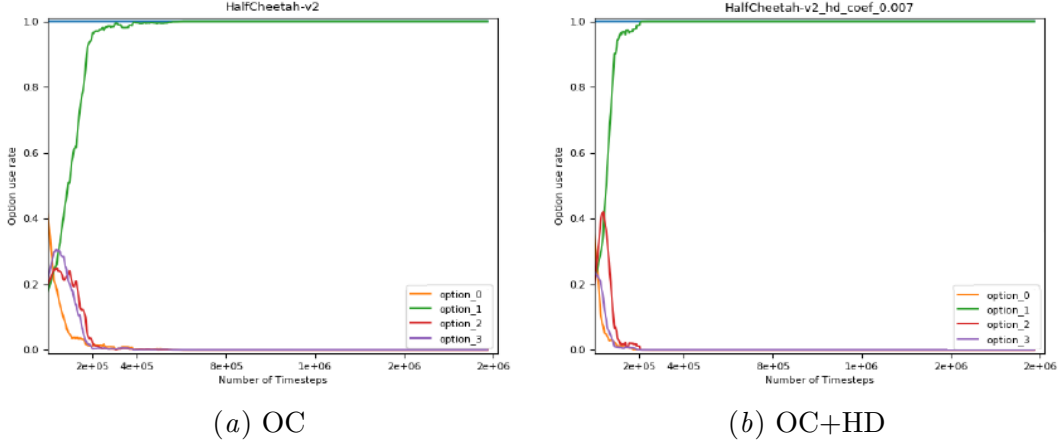 HalfCheetah-v2
1.0
0.8
0.6
0.4
0.2
0.0
Option use rate
option_0
option_1
option_2
option_3
2e+05 4e+05 8e+05 1e+06 2e+06 2e+06
Number of Timesteps
(a) OC
HalfCheetah-v2_hd_coef_0.007
1.0
0.8
0.6
0.4
0.2
0.0
Option use rate
option_0
option_1
option_2
option_3
2e+05 4e+05 8e+05 1e+06 2e+06 2e+06
Number of Timesteps
(b) OC+HD